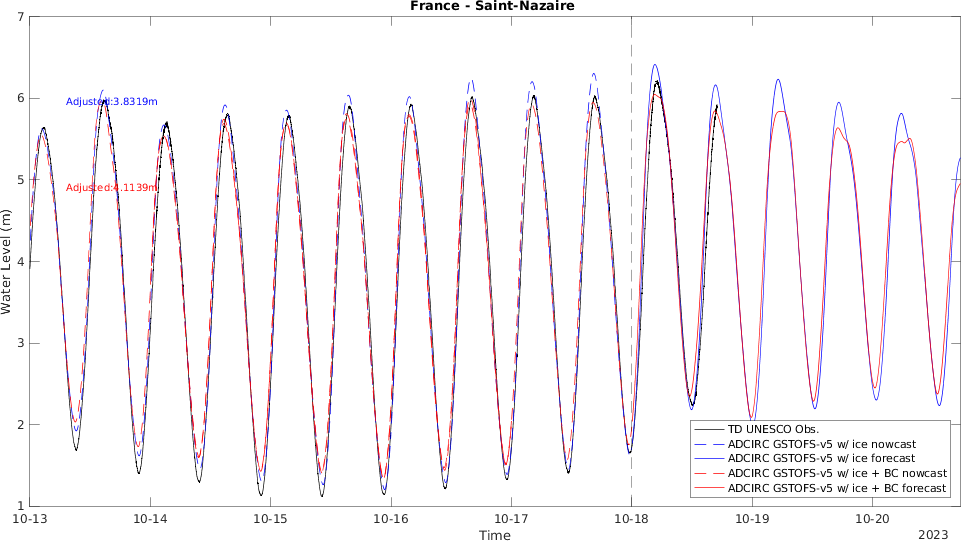 France - Saint-Nazaire
7
6
5
4
3
2
1
Water Level (m)
Adjusted:3.8319m
Adjusted:4.1139m
TD UNESCO Obs.
ADCIRC GSTOFS-v5 w/ ice nowcast
ADCIRC GSTOFS-v5 w/ ice forecast
ADCIRC GSTOFS-v5 w/ ice + BC nowcast
ADCIRC GSTOFS-v5 w/ ice + BC forecast
10-13 10-14 10-15 10-16 10-17 10-18 10-19 10-20
Time
2023